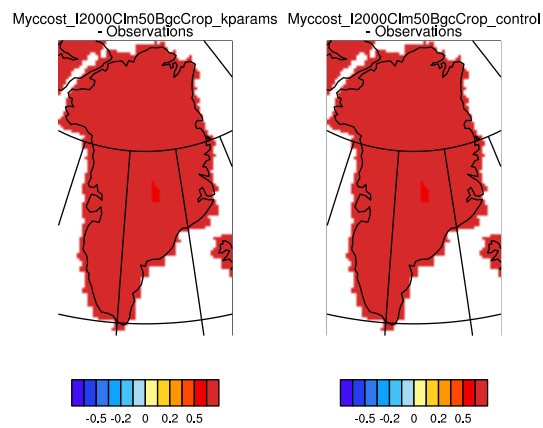 Myccost_I2000Clm50BgcCrop_kparams
- Observations
Myccost_I2000Clm50BgcCrop_control
- Observations
-0.5 -0.2 0 0.2 0.5
-0.5 -0.2 0 0.2 0.5